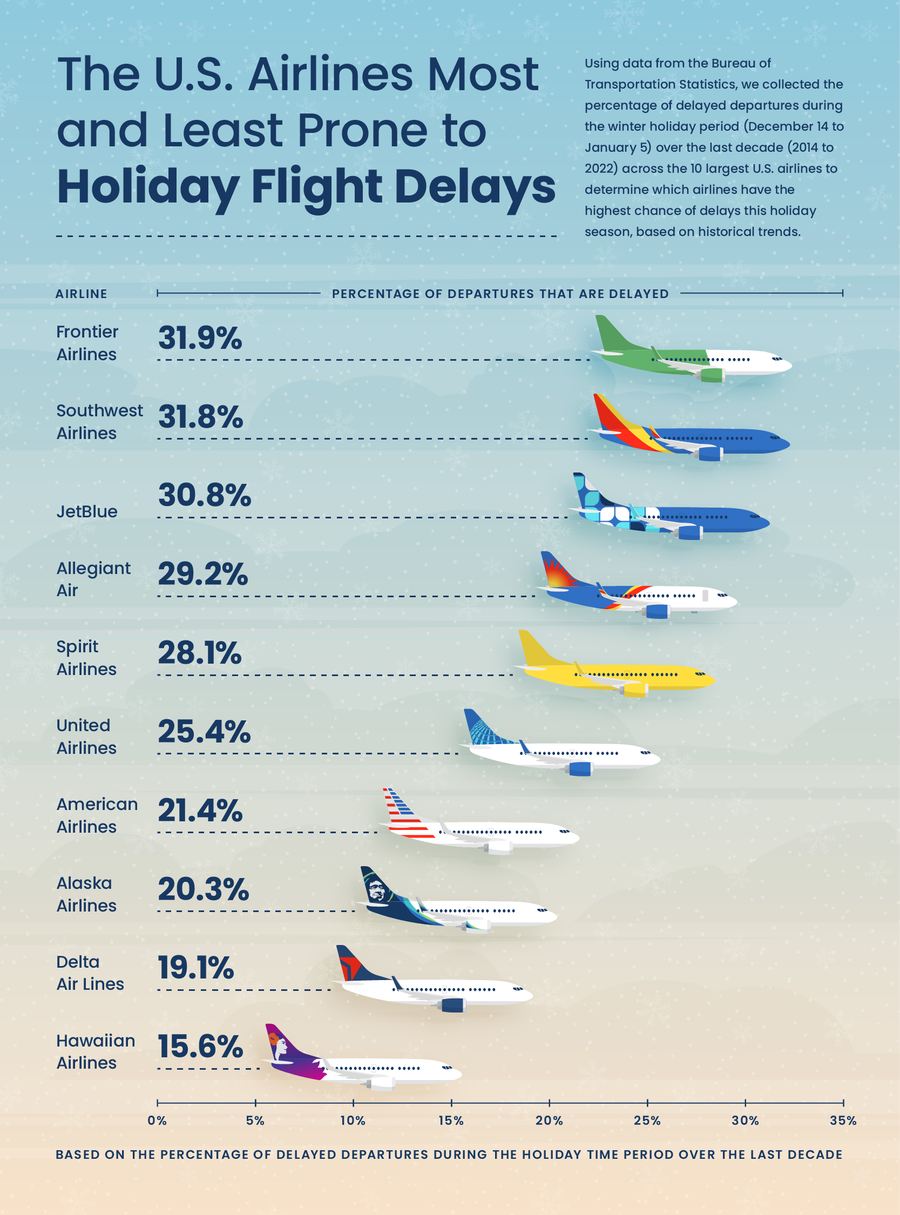 The U.S. Airlines Most
and Least Prone to
Holiday Flight Delays
Using data from the Bureau of
Transportation Statistics, we collected the
percentage of delayed departures during
the winter holiday period (December 14 to
January 5) over the last decade (2014 to
2022) across the 10 largest U.S. airlines to
determine which airlines have the
highest chance of delays this holiday
season, based on historical trends.
AIRLINE
PERCENTAGE OF DEPARTURES THAT ARE DELAYED
Frontier
Airlines
31.9%
Southwest
Airlines
31.8%
JetBlue
30.8%
Allegiant
Air
29.2%
Spirit
Airlines
28.1%
United
Airlines
25.4%
American
Airlines
21.4%
Alaska
Airlines
20.3%
Delta
Air Lines
19.1%
Hawaiian
Airlines
15.6%
0% 5% 10% 15% 20% 25% 30% 35%
BASED ON THE PERCENTAGE OF DELAYED DEPARTURES DURING THE HOLIDAY TIME PERIOD OVER THE LAST DECADE